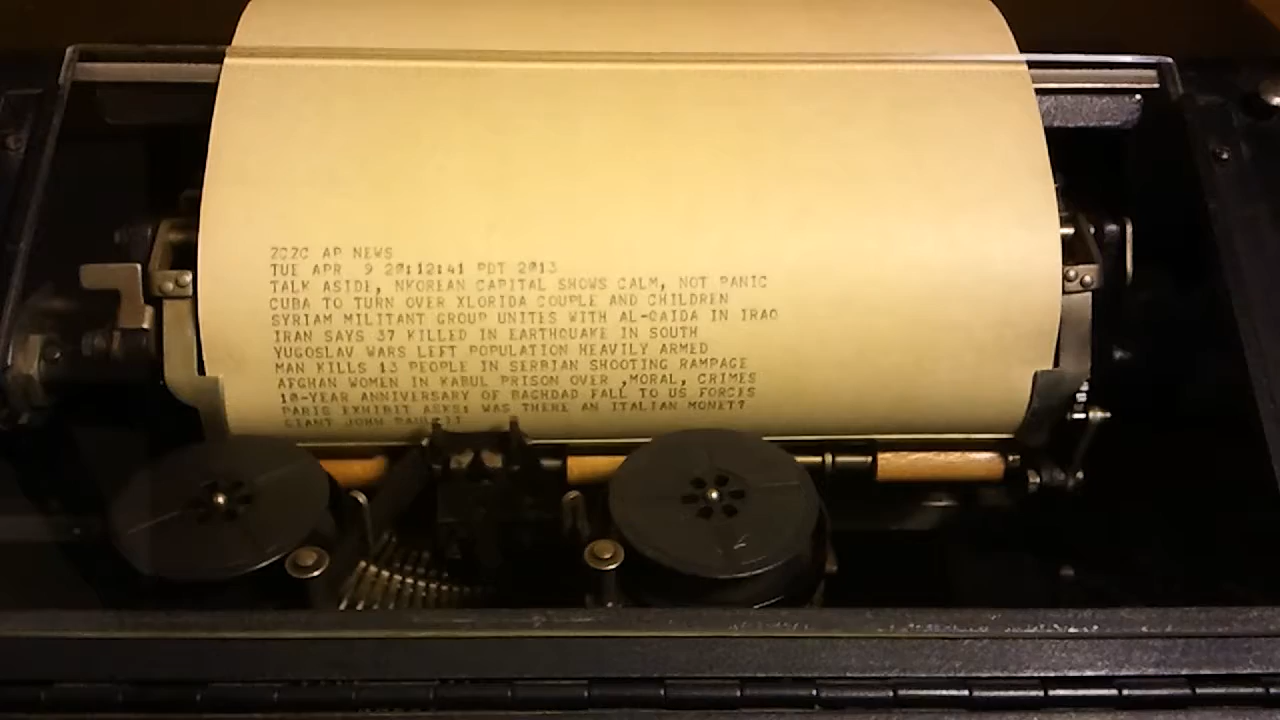 ZCZC AP NEWS
TUE APR  9 20:12:41 PDT 2013
TALK ASIDE, NKOREAN CAPITAL SHOWS CALM, NOT PANIC
CUBA TO TURN OVER XLORIDA COUPLE AND CHILDREN
SYRIAM MILITANT GROUP UNITES WITH AL-QAIDA IN IRAQ
IRAN SAYS 37 KILLED IN EARTHQUAKE IN SOUTH
YUGOSLAV WARS LEFT POPULATION HEAVILY ARMED
MAN KILLS 13 PEOPLE IN SERBIAN SHOOTING RAMPAGE
AFGHAN WOMEN IN KABUL PRISON OVER ,MORAL, CRIMES
10-YEAR ANNIVERSARY OF BAGHDAD FALL TO US FORCES
PARIS EXHIBIT ASKS: WAS THERE AN ITALIAN MONET?
GIANT JOHN PAUL II